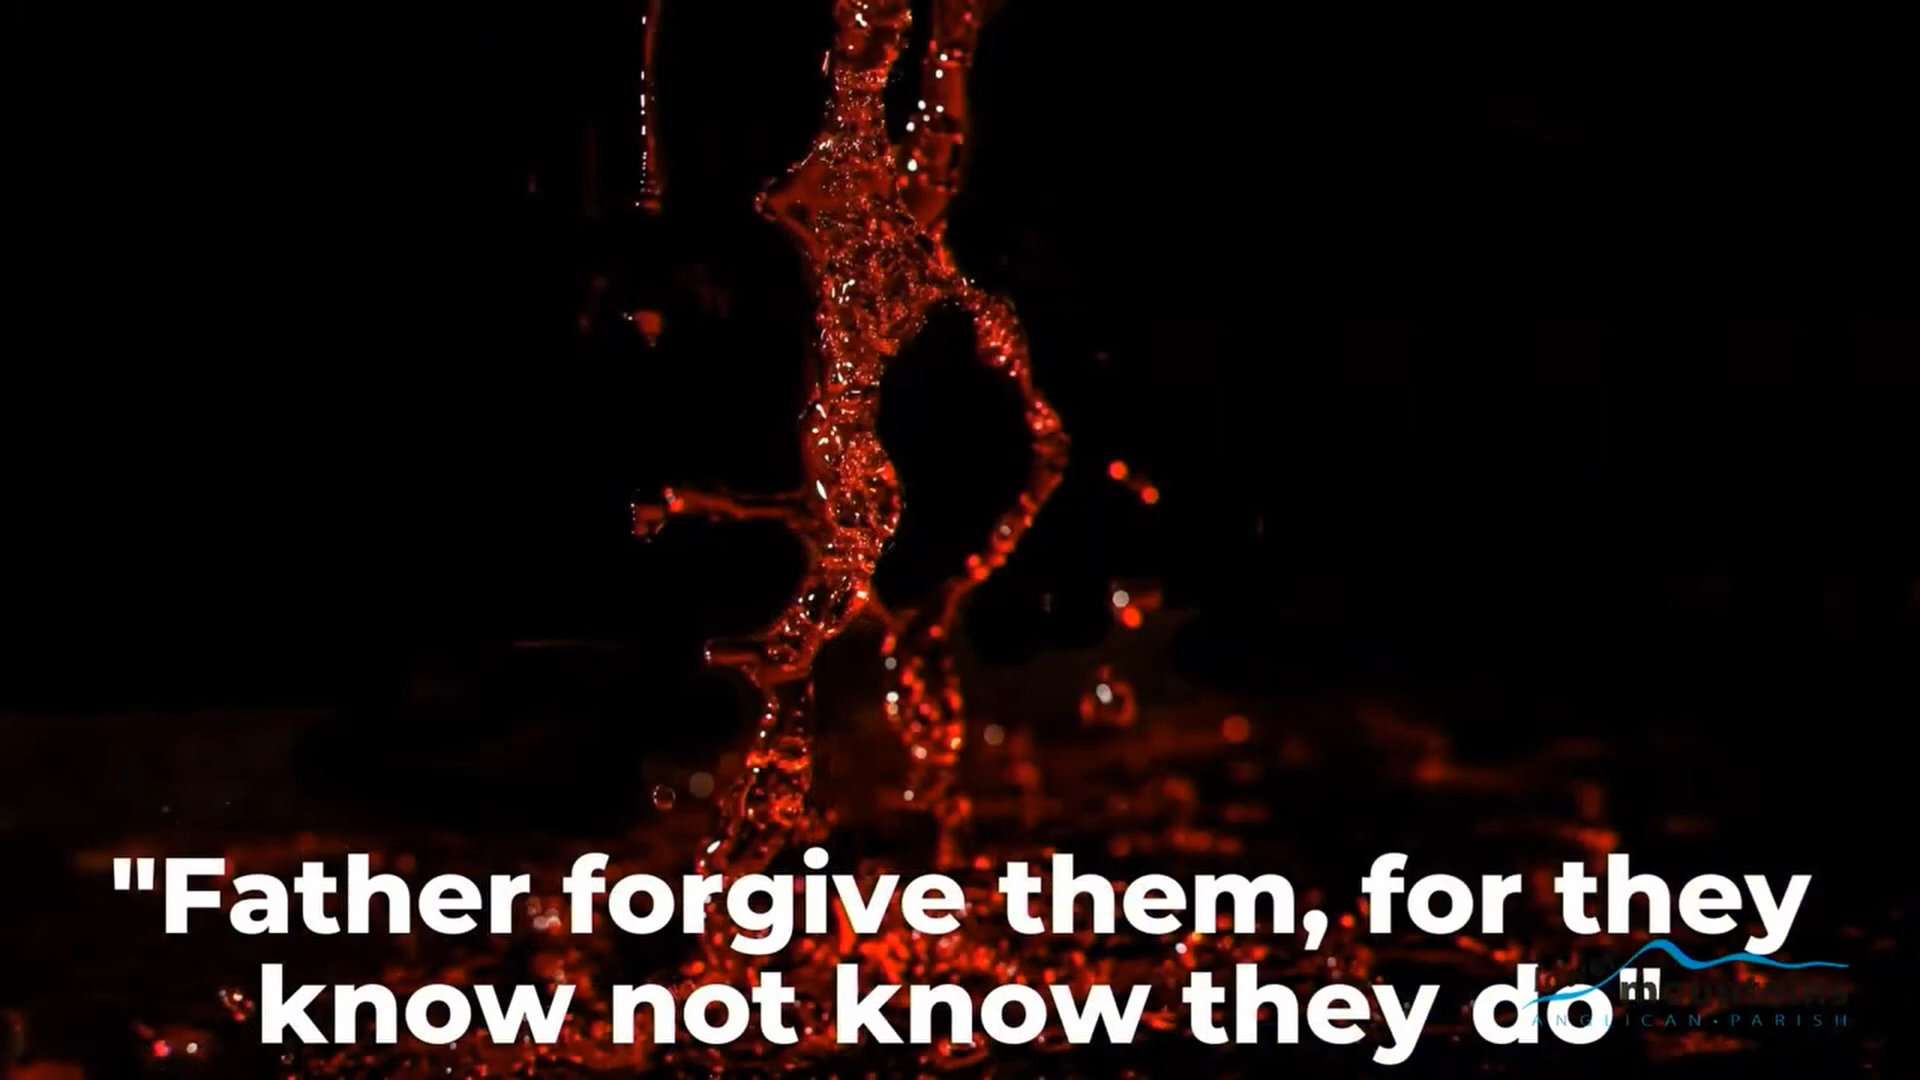 "Father forgive them, for they
know not know they do"
ANGLICAN • PARISH